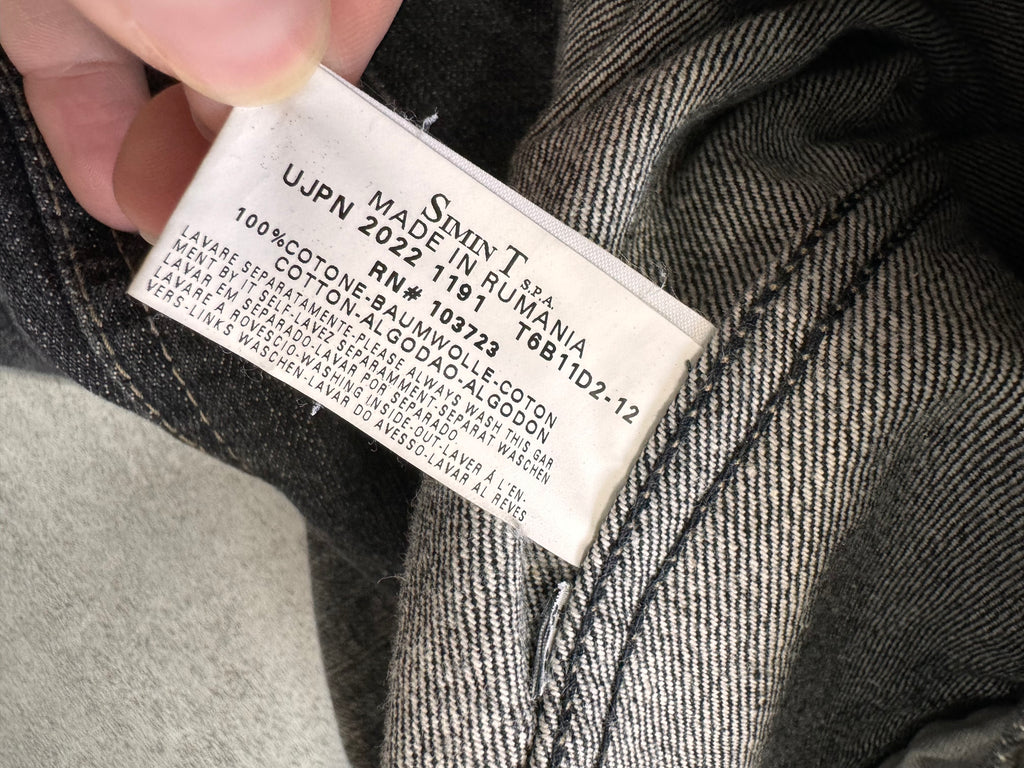 SIMIN T S.P.A.
MADE IN RUMANIA
UJPN 2022 1191 T6B11D2-12
RN# 103723
100%COTONE-BAUMWOLLE-COTON
COTTON-ALGODAO-ALGODON
LAVARE SEPARATAMENTE-PLEASE ALWAYS WASH THIS GAR
MENT BY IT SELF-LAVEZ SEPARAMMENT SEPARAT WASCHEN
LAVAR EM SEPARADO-LAVAR POR SEPARADO
LAVARE À ROVESCIO-WASHING INSIDE-OUT-LAVER À L'EN-
VERS-LINKS WASCHEN-LAVAR DO AVESSO-LAVAR AL REVES